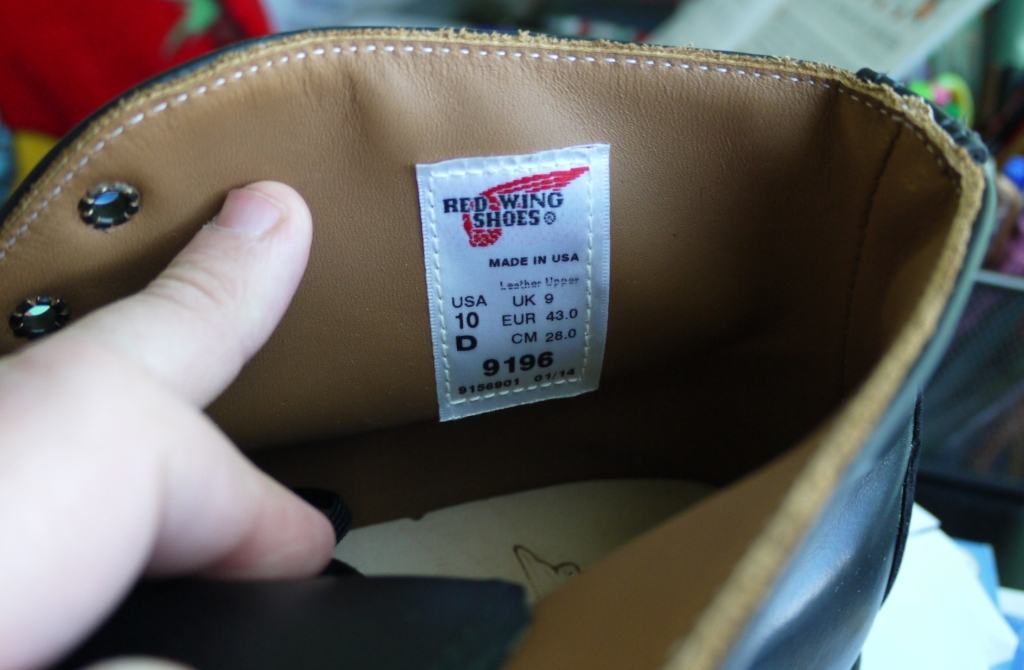 RED WING
SHOES®
MADE IN USA
Leather Upper
USA UK 9
10 EUR 43.0
D CM 28.0
9196
9156901 01/14